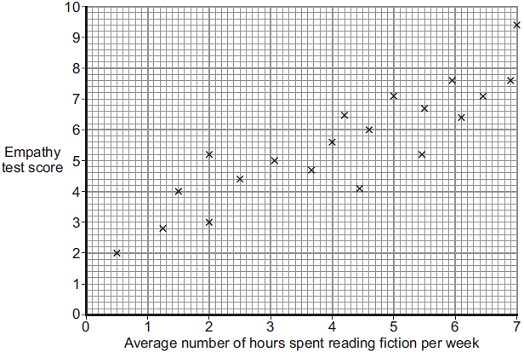 10
9
8
7
6
5
4
3
2
1
0
Empathy
test score
0 1 2 3 4 5 6 7
Average number of hours spent reading fiction per week